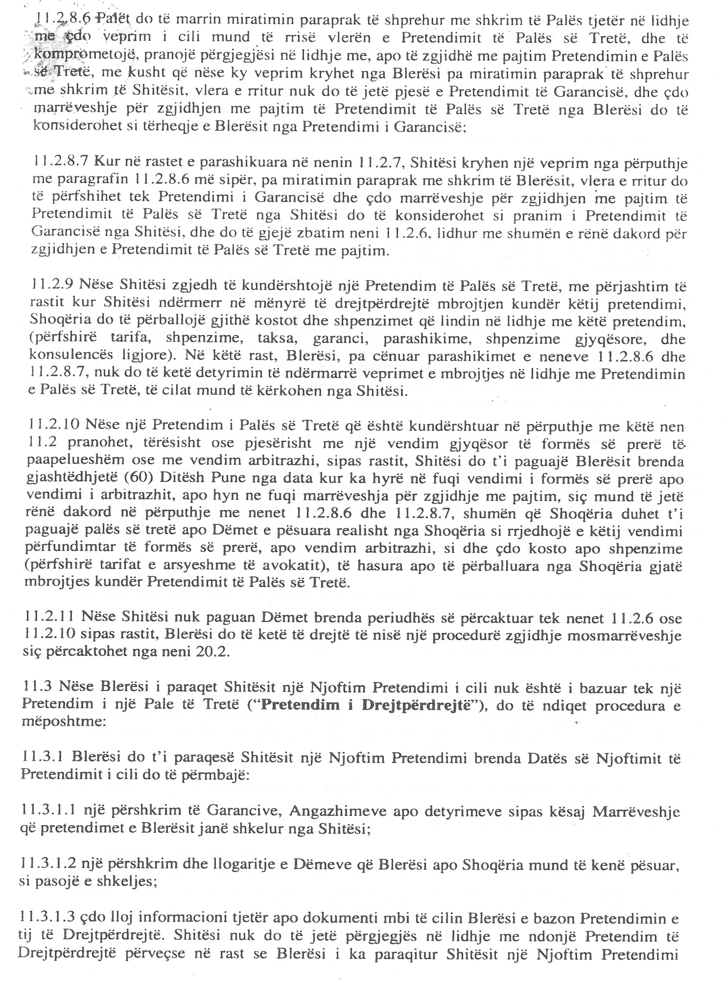 11.2.8.6 Palët do të marrin miratimin paraprak të shprehur me shkrim të Palës tjetër në lidhje
me çdo veprim i cili mund të rrisë vlerën e Pretendimit të Palës së Tretë, dhe të
komprometojë, pranojë përgjegjësi në lidhje me, apo të zgjidhë me pajtim Pretendimin e Palës
së Tretë, me kusht që nëse ky veprim kryhet nga Blerësi pa miratimin paraprak të shprehur
me shkrim të Shitësit, vlera e rritur nuk do të jetë pjesë e Pretendimit të Garancisë, dhe çdo
marrëveshje për zgjidhjen me pajtim të Pretendimit të Palës së Tretë nga Blerësi do të
konsiderohet si tërheqje e Blerësit nga Pretendimi i Garancisë;
11.2.8.7 Kur në rastet e parashikuara në nenin 11.2.7, Shitësi kryhen një veprim nga përputhje
me paragrafin 11.2.8.6 më sipër, pa miratimin paraprak me shkrim të Blerësit, vlera e rritur do
të përfshihet tek Pretendimi i Garancisë dhe çdo marrëveshje për zgjidhjen me pajtim të
Pretendimit të Palës së Tretë nga Shitësi do të konsiderohet si pranim i Pretendimit të
Garancisë nga Shitësi, dhe do të gjejë zbatim neni 11.2.6. lidhur me shumën e rënë dakord për
zgjidhjen e Pretendimit të Palës së Tretë me pajtim.
11.2.9 Nëse Shitësi zgjedh të kundërshtojë një Pretendim të Palës së Tretë, me përjashtim të
rastit kur Shitësi ndërmerr në mënyrë të drejtpërdrejtë mbrojtjen kundër këtij pretendimi,
Shoqëria do të përballojë gjithë kostot dhe shpenzimet që lindin në lidhje me këtë pretendim,
(përfshirë tarifa, shpenzime, taksa, garanci, parashikime, shpenzime gjyqësore, dhe
konsulencës ligjore). Në këtë rast, Blerësi, pa cënuar parashikimet e neneve 11.2.8.6 dhe
11.2.8.7, nuk do të ketë detyrimin të ndërmarrë veprimet e mbrojtjes në lidhje me Pretendimin
e Palës së Tretë, të cilat mund të kërkohen nga Shitësi.
11.2.10 Nëse një Pretendim i Palës së Tretë që është kundërshtuar në përputhje me këtë nen
11.2 pranohet, tërësisht ose pjesërisht me një vendim gjyqësor të formës së prerë të
paapelueshëm ose me vendim arbitrazhi, sipas rastit, Shitësi do t'i paguajë Blerësit brenda
gjashtëdhjetë (60) Ditësh Pune nga data kur ka hyrë në fuqi vendimi i formës së prerë apo
vendimi i arbitrazhit, apo hyn ne fuqi marrëveshja për zgjidhje me pajtim, siç mund të jetë
rënë dakord në përputhje me nenet 11.2.8.6 dhe 11.2.8.7, shumën që Shoqëria duhet t'i
paguajë palës së tretë apo Dëmet e pësuara realisht nga Shoqëria si rrjedhojë e këtij vendimi
përfundimtar të formës së prerë, apo vendim arbitrazhi, si dhe çdo kosto apo shpenzime
(përfshirë tarifat e arsyeshme të avokatit), të hasura apo të përballuara nga Shoqëria gjatë
mbrojtjes kundër Pretendimit të Palës së Tretë.
11.2.11 Nëse Shitësi nuk paguan Dëmet brenda periudhës së përcaktuar tek nenet 11.2.6 ose
11.2.10 sipas rastit, Blerësi do të ketë të drejtë të nisë një procedurë zgjidhje mosmarrëveshje
siç përcaktohet nga neni 20.2.
11.3 Nëse Blerësi i paraqet Shitësit një Njoftim Pretendimi i cili nuk është i bazuar tek një
Pretendim i një Pale të Tretë ("Pretendim i Drejtpërdrejtë"), do të ndiqet procedura e
mëposhtme:
11.3.1 Blerësi do t'i paraqesë Shitësit një Njoftim Pretendimi brenda Datës së Njoftimit të
Pretendimit i cili do të përmbajë:
11.3.1.1 një përshkrim të Garancive, Angazhimeve apo detyrimeve sipas kësaj Marrëveshje
që pretendimet e Blerësit janë shkelur nga Shitësi;
11.3.1.2 një përshkrim dhe llogaritje e Dëmeve që Blerësi apo Shoqëria mund të kenë pësuar,
si pasojë e shkeljes;
11.3.1.3 çdo lloj informacioni tjetër apo dokumenti mbi të cilin Blerësi e bazon Pretendimin e
tij të Drejtpërdrejtë. Shitësi nuk do të jetë përgjegjës në lidhje me ndonjë Pretendim të
Drejtpërdrejtë përveçse në rast se Blerësi i ka paraqitur Shitësit një Njoftim Pretendimi